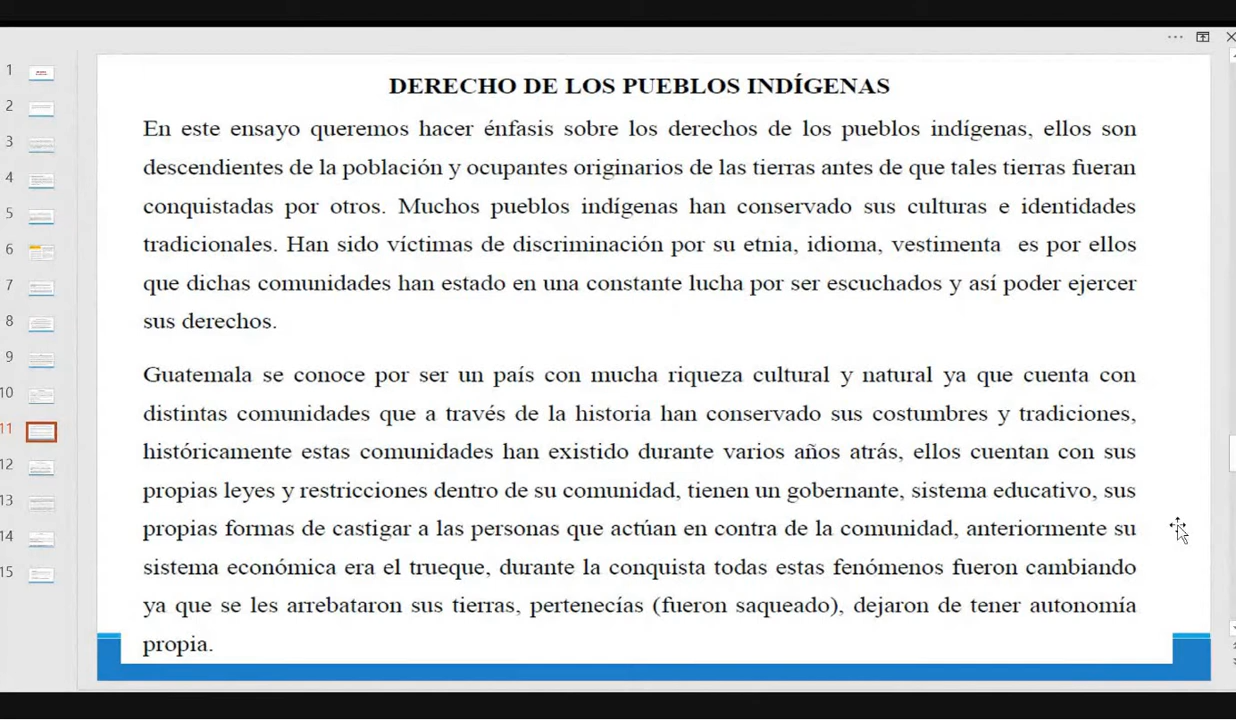 DERECHO DE LOS PUEBLOS INDÍGENAS
En este ensayo queremos hacer énfasis sobre los derechos de los pueblos indígenas, ellos son
descendientes de la población y ocupantes originarios de las tierras antes de que tales tierras fueran
conquistadas por otros. Muchos pueblos indígenas han conservado sus culturas e identidades
tradicionales. Han sido víctimas de discriminación por su etnia, idioma, vestimenta es por ellos
que dichas comunidades han estado en una constante lucha por ser escuchados y así poder ejercer
sus derechos.
Guatemala se conoce por ser un país con mucha riqueza cultural y natural ya que cuenta con
distintas comunidades que a través de la historia han conservado sus costumbres y tradiciones,
históricamente estas comunidades han existido durante varios años atrás, ellos cuentan con sus
propias leyes y restricciones dentro de su comunidad, tienen un gobernante, sistema educativo, sus
propias formas de castigar a las personas que actúan en contra de la comunidad, anteriormente su
sistema económica era el trueque, durante la conquista todas estas fenómenos fueron cambiando
ya que se les arrebataron sus tierras, pertenecías (fueron saqueado), dejaron de tener autonomía
propia.
1
2
3
4
5
6
7
8
9
10
11
12
13
14
15